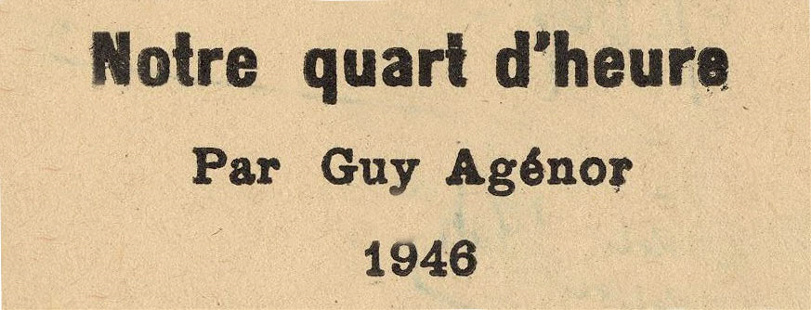 Notre quart d'heure
Par Guy Agénor
1946